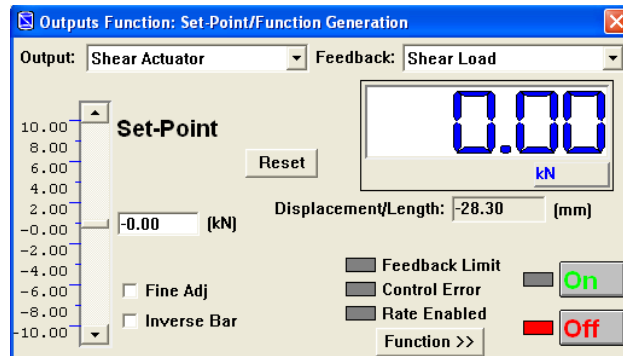 Outputs Function: Set-Point/Function Generation
Output: Shear Actuator Feedback: Shear Load
10.00
8.00
6.00
4.00
2.00
-0.00
-2.00
-4.00
-6.00
-8.00
-10.00
Set-Point
Reset
0.00
kN
Displacement/Length: -28.30 (mm)
-0.00 (kN)
Fine Adj
Inverse Bar
Feedback Limit
Control Error
Rate Enabled
Function >>
On
Off